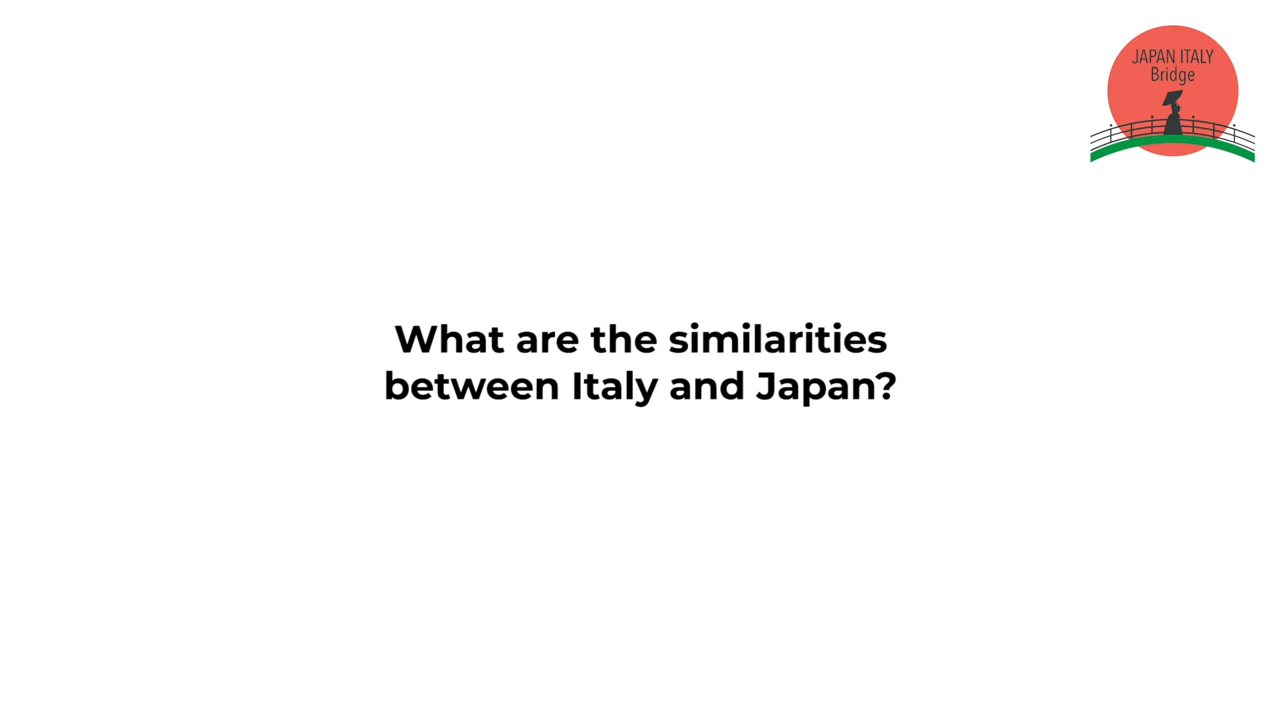 JAPAN ITALY
Bridge
What are the similarities
between Italy and Japan?